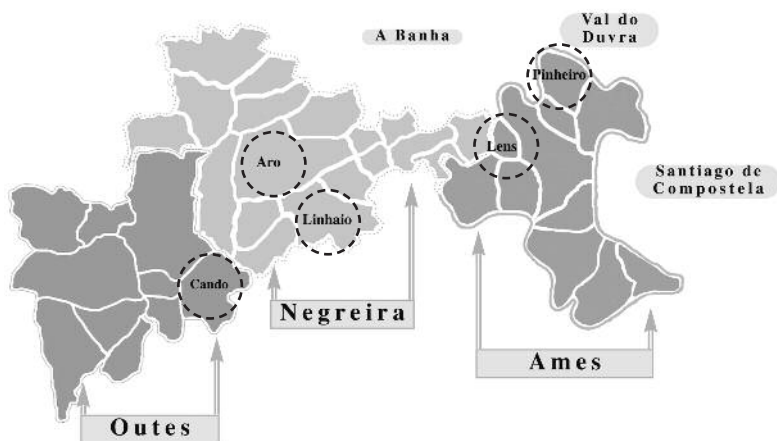 A Banha
Val do
Duvra
Pinheiro
Lens
Aro
Santiago de
Compostela
Linhaio
Cando
Negreira
Ames
Outes